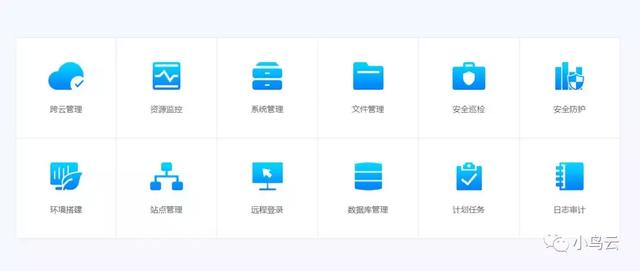 跨云管理
资源监控
系统管理
文件管理
安全巡检
安全防护
环境搭建
站点管理
远程登录
数据库管理
计划任务
日志审计
小鸟云